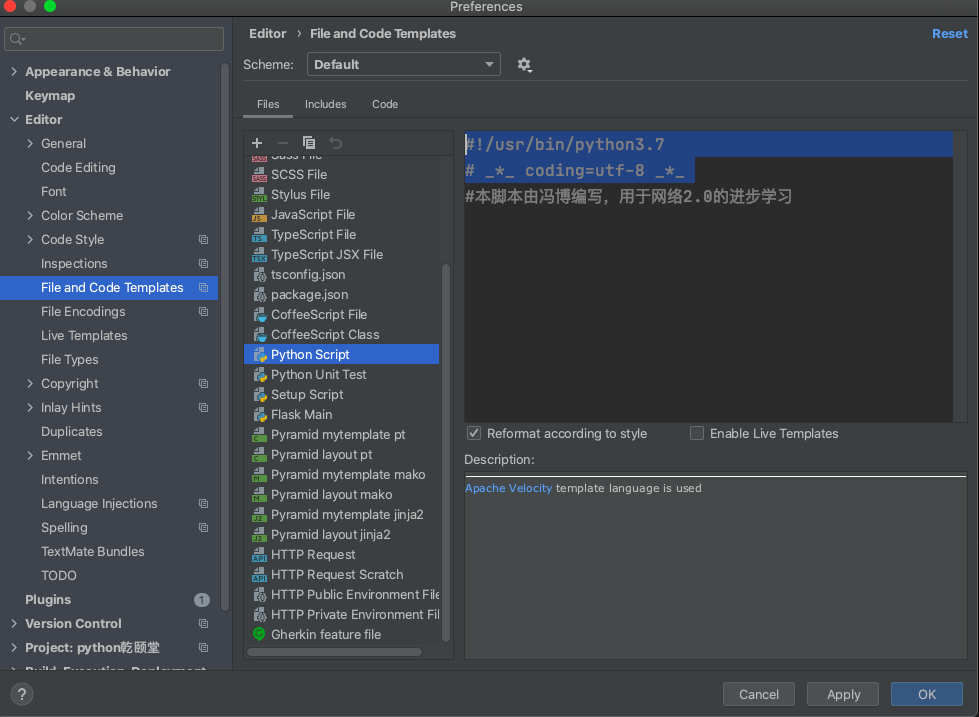 Preferences
Editor › File and Code Templates
Reset
Scheme: Default
Files Includes Code
Appearance & Behavior
Keymap
Editor
General
Code Editing
Font
Color Scheme
Code Style
Inspections
File and Code Templates
File Encodings
Live Templates
File Types
Copyright
Inlay Hints
Duplicates
Emmet
Intentions
Language Injections
Spelling
TextMate Bundles
TODO
Plugins 1
Version Control
Project: python乾颐堂
Build, Execution, Deployment
Sass File
SCSS File
Stylus File
JavaScript File
TypeScript File
TypeScript JSX File
tsconfig.json
package.json
CoffeeScript File
CoffeeScript Class
Python Script
Python Unit Test
Setup Script
Flask Main
Pyramid mytemplate pt
Pyramid layout pt
Pyramid mytemplate mako
Pyramid layout mako
Pyramid mytemplate jinja2
Pyramid layout jinja2
HTTP Request
HTTP Request Scratch
HTTP Public Environment File
HTTP Private Environment Fil
Gherkin feature file
#!/usr/bin/python3.7
# _*_ coding=utf-8 _*_
#本脚本由冯博编写，用于网络2.0的进步学习
Reformat according to style
Enable Live Templates
Description:
Apache Velocity template language is used
?
Cancel
Apply
OK